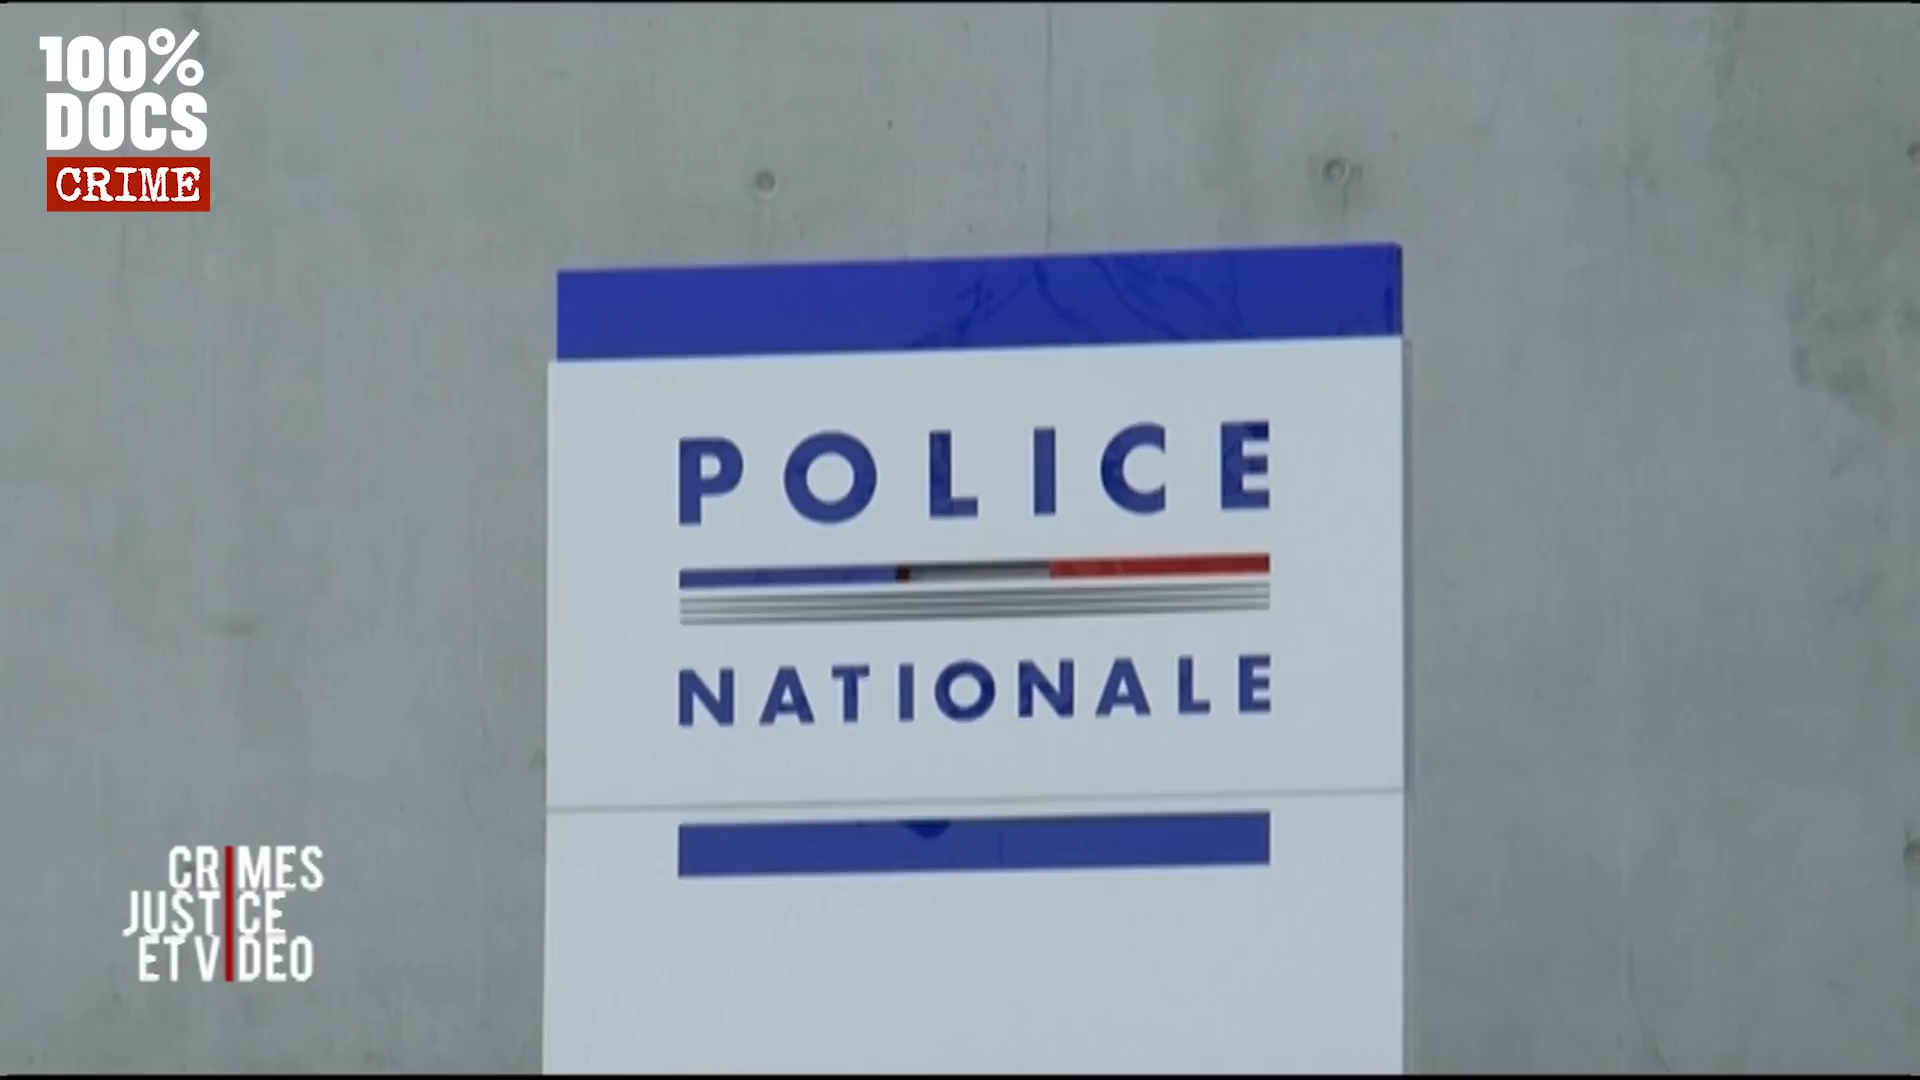 100%
DOCS
CRIME
POLICE
NATIONALE
CRIMES
JUSTICE
ET VIDEO